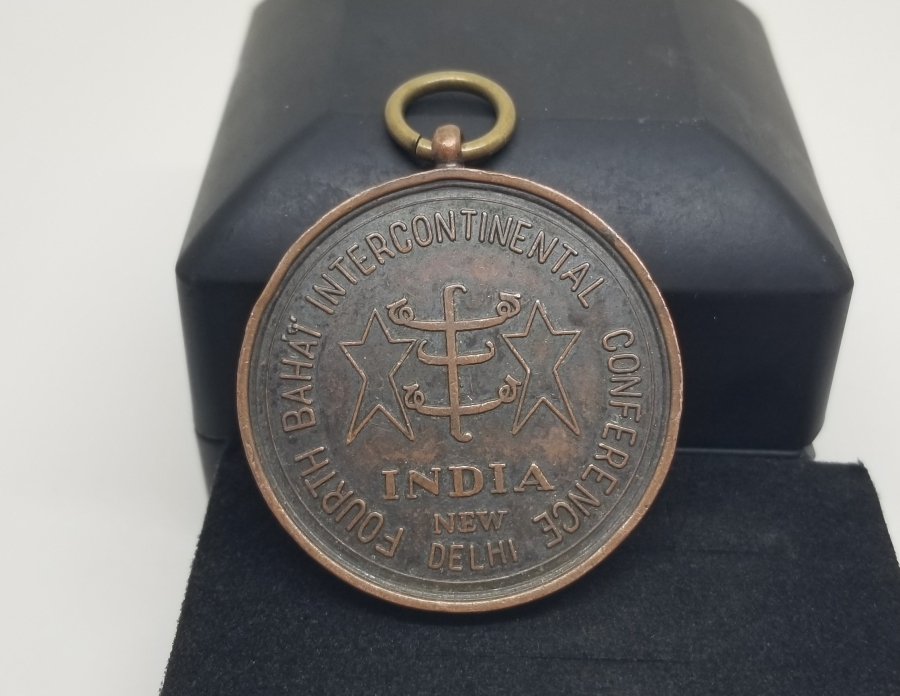 FOURTH BAHÁ'Í INTERCONTINENTAL CONFERENCE
INDIA
NEW
DELHI